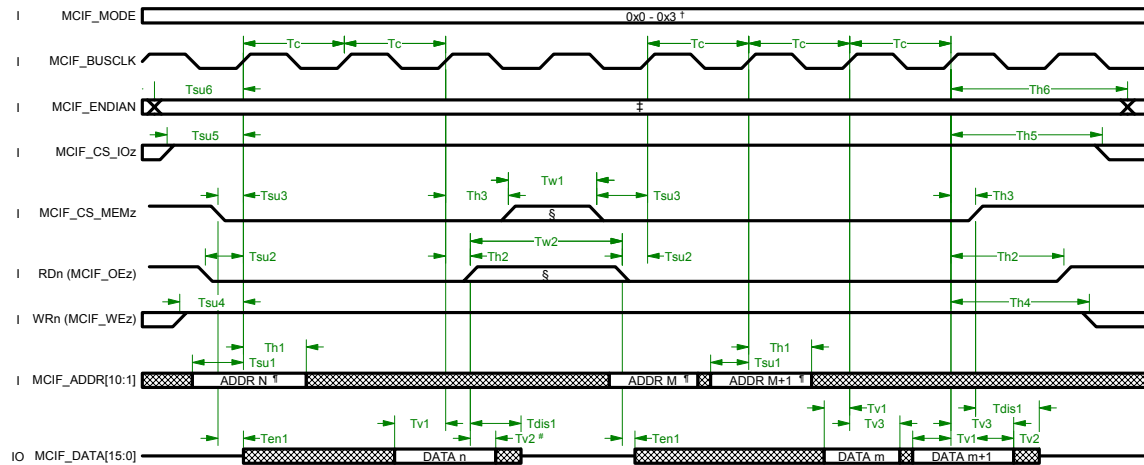 I MCIF_MODE 0x0 - 0x3 †
Tc Tc Tc Tc Tc
I MCIF_BUSCLK
Tsu6 Th6
I MCIF_ENDIAN ‡
Tsu5 Th5
I MCIF_CS_IOz
Tw1
Tsu3 Th3 Tsu3 Th3
I MCIF_CS_MEMz §
Tw2
Tsu2 Th2 Tsu2 Th2
I RDn (MCIF_OEz) §
Tsu4 Th4
I WRn (MCIF_WEz)
Th1 Th1
Tsu1 Tsu1
I MCIF_ADDR[10:1] ADDR N ¶ ADDR M ¶ ADDR M+1 ¶
Tv1 Tdis1 Tv1 Tdis1
Tv3 Tv3
Ten1 Tv2 # Ten1 Tv1 Tv2
IO MCIF_DATA[15:0] DATA n DATA m DATA m+1